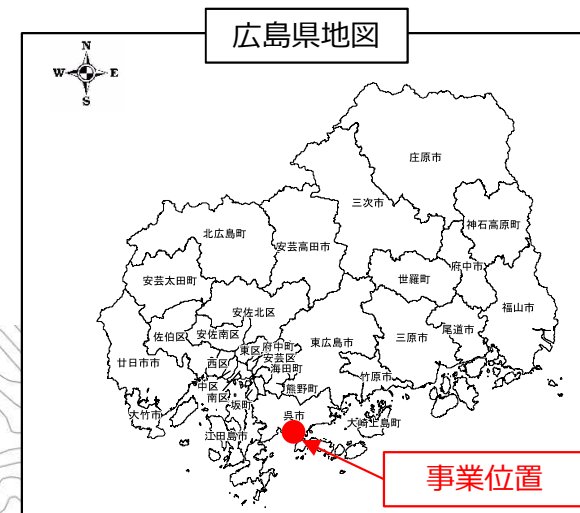 広島県地図
N
W E
S
庄原市
三次市
神石高原町
北広島町
安芸高田市
府中市
世羅町
安芸太田町
福山市
安佐北区
尾道市
佐伯区
安佐南区
府中町
東広島市
三原市
東区
安芸区
廿日市市
西区
海田町
竹原市
中区
熊野町
南区
坂町
大竹市
呉市
大崎上島町
江田島市
事業位置